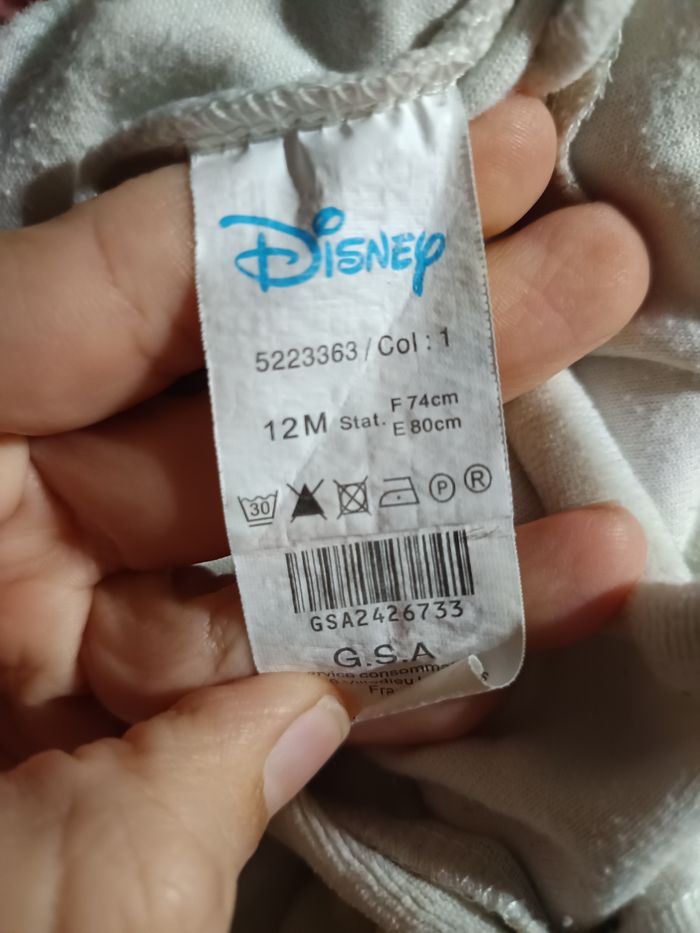 DISNEY
5223363/Col : 1
12M Stat. F 74cm
E 80cm
30 P R
GSA2426733
G.S.A